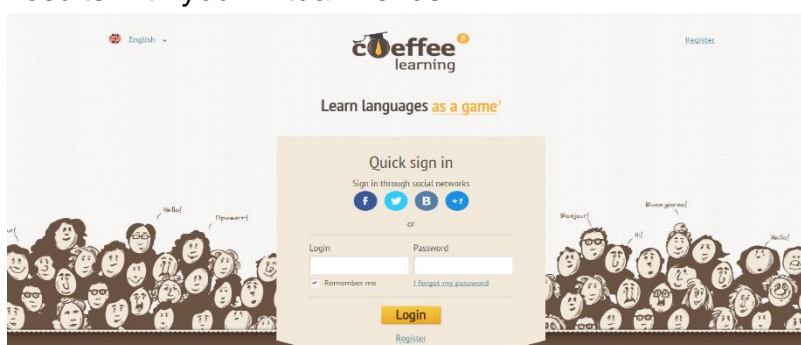 English
cOeffee β
learning
Register
Learn languages as a game?
Quick sign in
Sign in through social networks
f B +1
or
Hello!
Привет!
Bonjour!
Hi!
Buon giorno!
Hello!
Login Password
Remember me I forgot my password
Login
Register